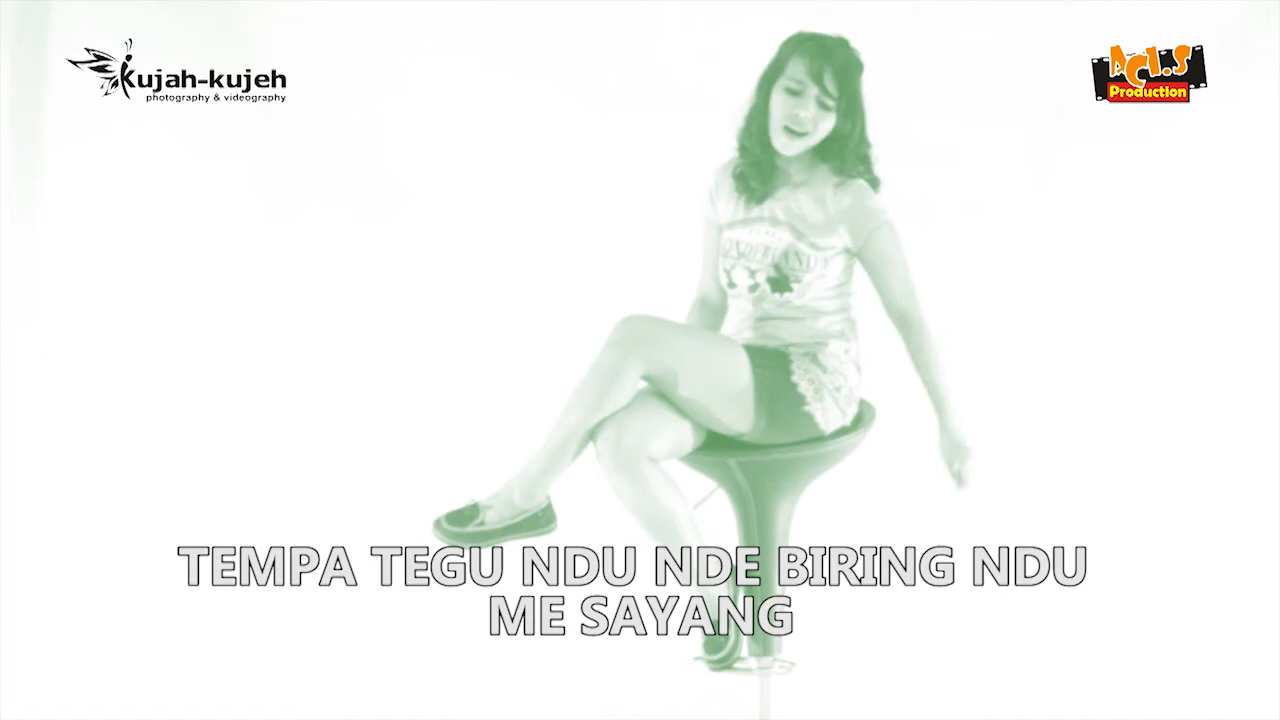 Kujah-kujeh
photography & videography
ACI.S
Production
TEMPA TEGU NDU NDE BIRING NDU
ME SAYANG